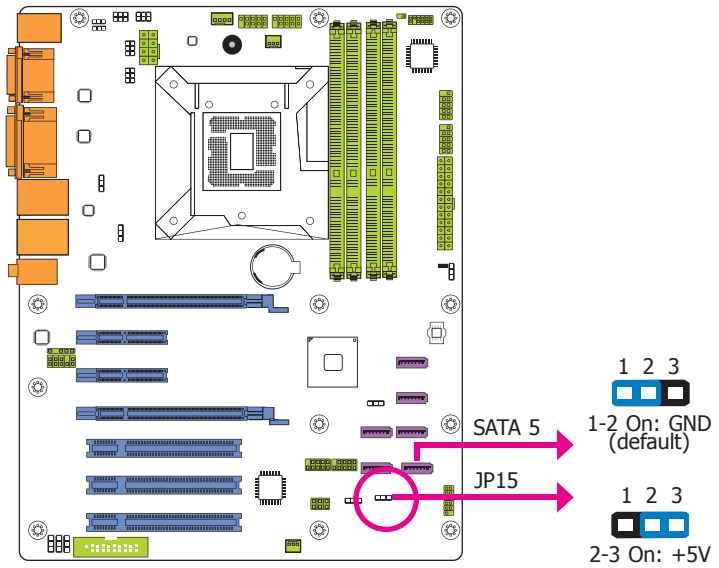 1 2 3
1-2 On: GND
(default)
SATA 5
JP15
1 2 3
2-3 On: +5V